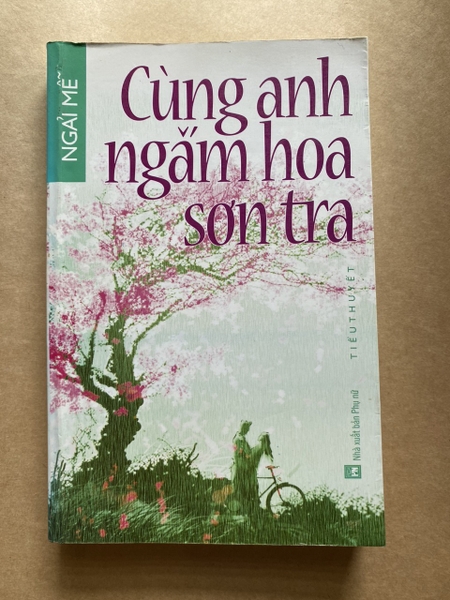 NGẢI MỄ
Cùng anh
ngắm hoa
sơn tra
TIỂU THUYẾT
Nhà xuất bản Phụ nữ